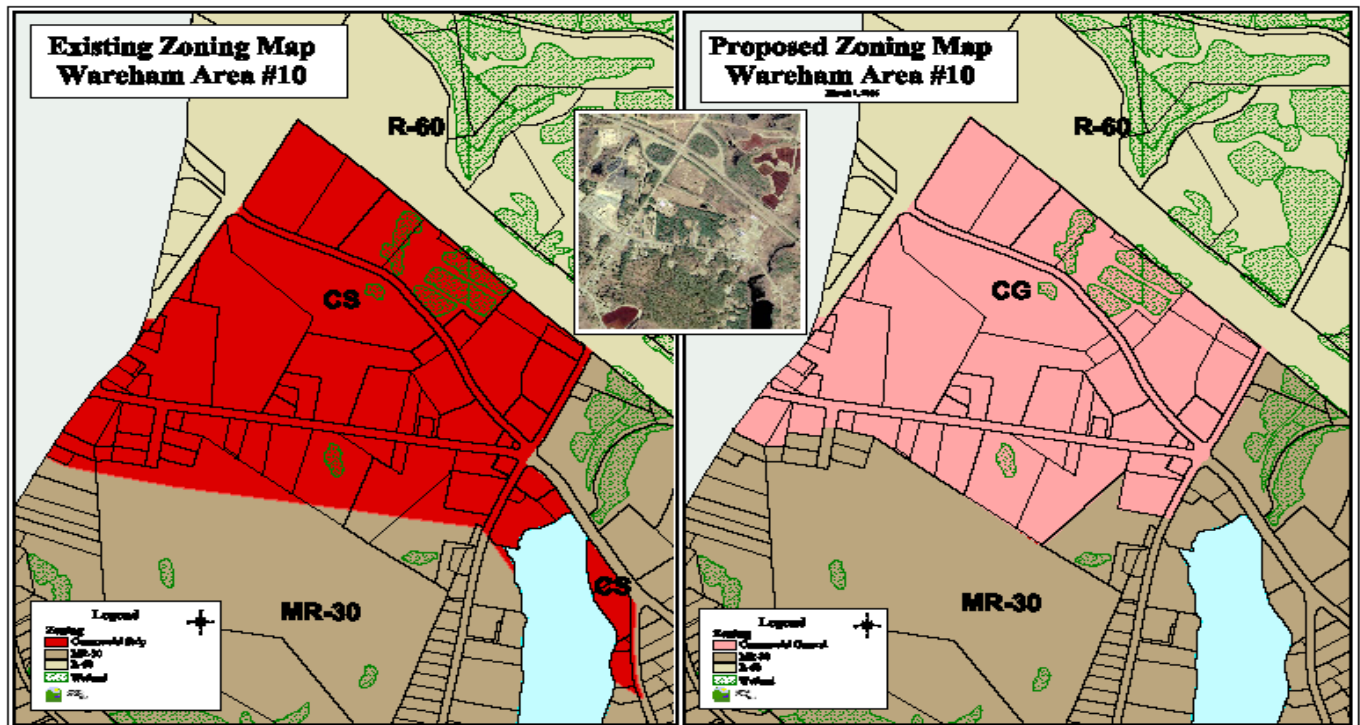 Existing Zoning Map
Wareham Area #10
R-60
CS
CS
MR-30
Legend
Zoning
Commercial Strip
MR-30
R-60
Wetland
Proposed Zoning Map
Wareham Area #10
R-60
CG
MR-30
Legend
Zoning
Commercial General
MR-30
R-60
Wetland